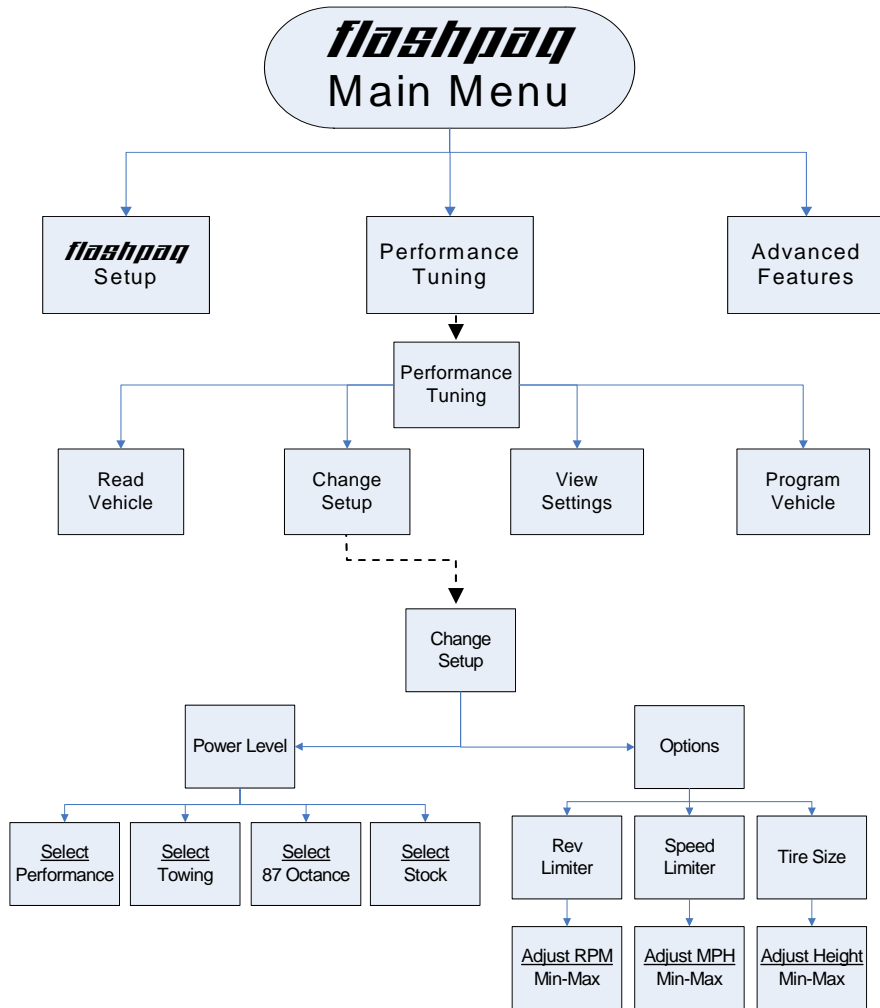 flashpaq
Main Menu
flashpaq
Setup
Performance
Tuning
Advanced
Features
Performance
Tuning
Read
Vehicle
Change
Setup
View
Settings
Program
Vehicle
Change
Setup
Power Level
Options
Select
Performance
Select
Towing
Select
87 Octance
Select
Stock
Rev
Limiter
Speed
Limiter
Tire Size
Adjust RPM
Min-Max
Adjust MPH
Min-Max
Adjust Height
Min-Max